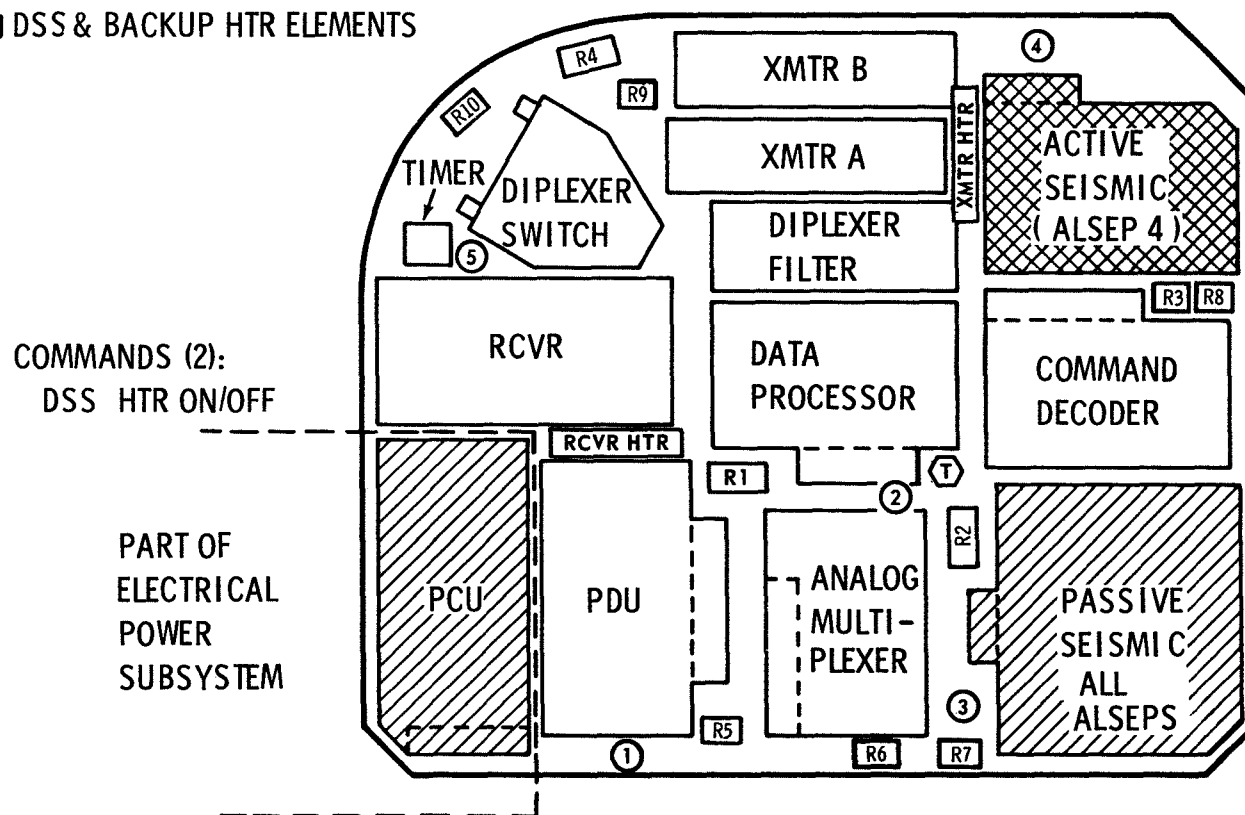 DSS & BACKUP HTR ELEMENTS
R4
XMTR B
4
R9
R10
XMTR HTR
ACTIVE
SEISMIC
(ALSEP 4)
XMTR A
TIMER
DIPLEXER
SWITCH
DIPLEXER
FILTER
5
R3
R8
RCVR
DATA
PROCESSOR
COMMAND
DECODER
COMMANDS (2):
DSS HTR ON/OFF
RCVR HTR
R1
T
2
R2
PART OF
ELECTRICAL
POWER
SUBSYSTEM
PCU
PDU
ANALOG
MULTI-
PLEXER
PASSIVE
SEISMIC
ALL
ALSEPS
3
R5
1
R6
R7